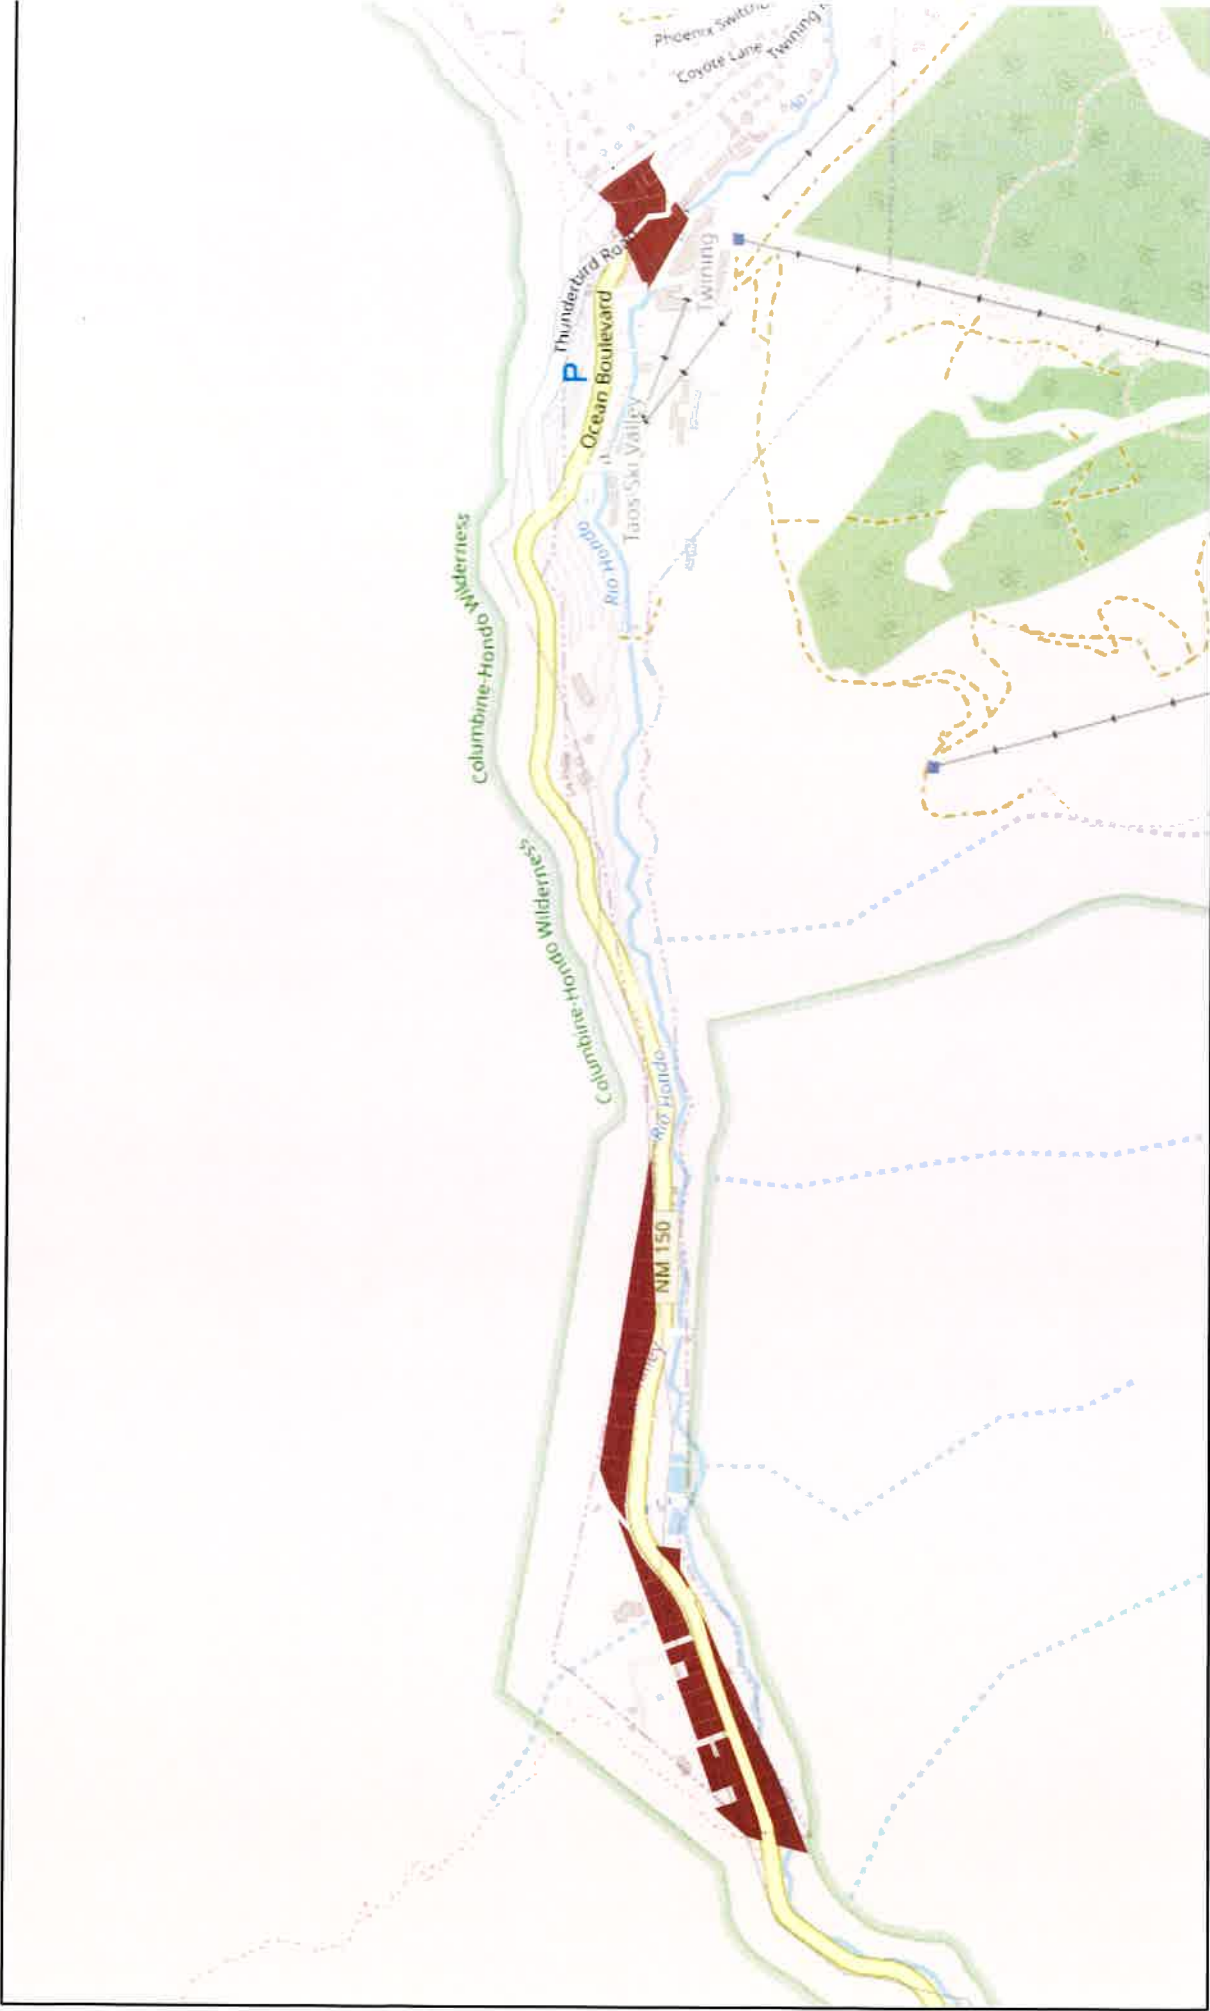 Phoenix Switchb
Coyote Lane
Twining
Thunderbird Road
Twining
P
Ocean Boulevard
Taos Ski Valley
Rio Hondo
Columbine-Hondo Wilderness
Columbine-Hondo Wilderness
Rio Hondo
NM 150